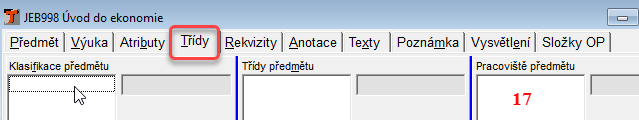 JEB998 Úvod do ekonomie
Předmět Výuka Atributy Třídy Rekvizity Anotace Texty Poznámka Vysvětlení Složky OP
Klasifikace předmětu Třídy předmětu Pracoviště předmětu
17